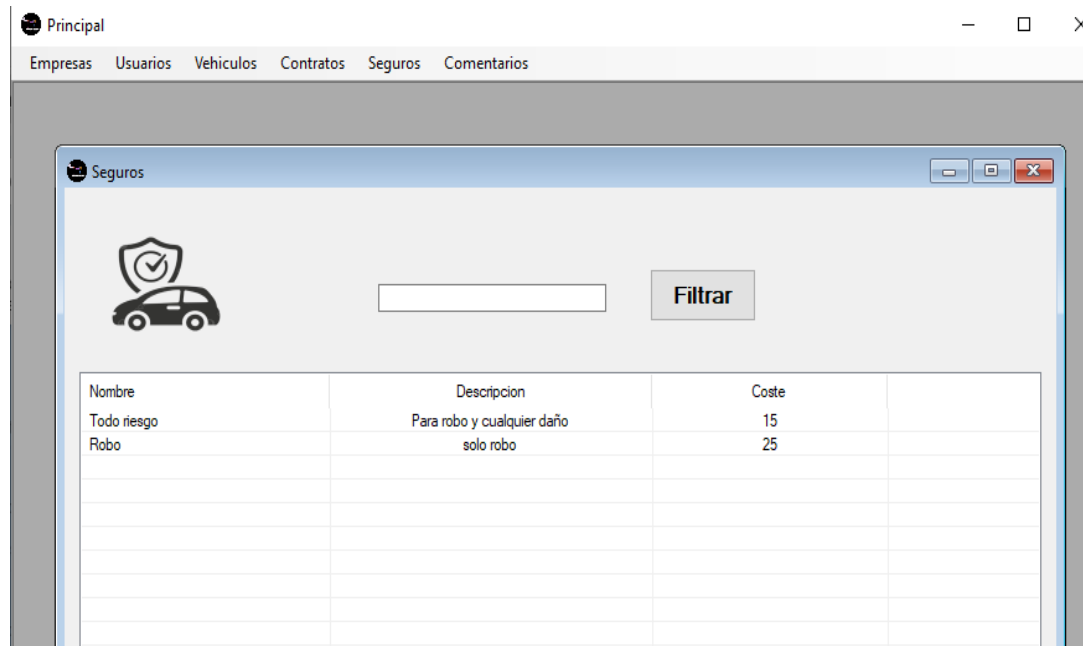 Principal
Empresas Usuarios Vehiculos Contratos Seguros Comentarios
Seguros
Filtrar
Nombre Descripcion Coste
Todo riesgo Para robo y cualquier daño 15
Robo solo robo 25